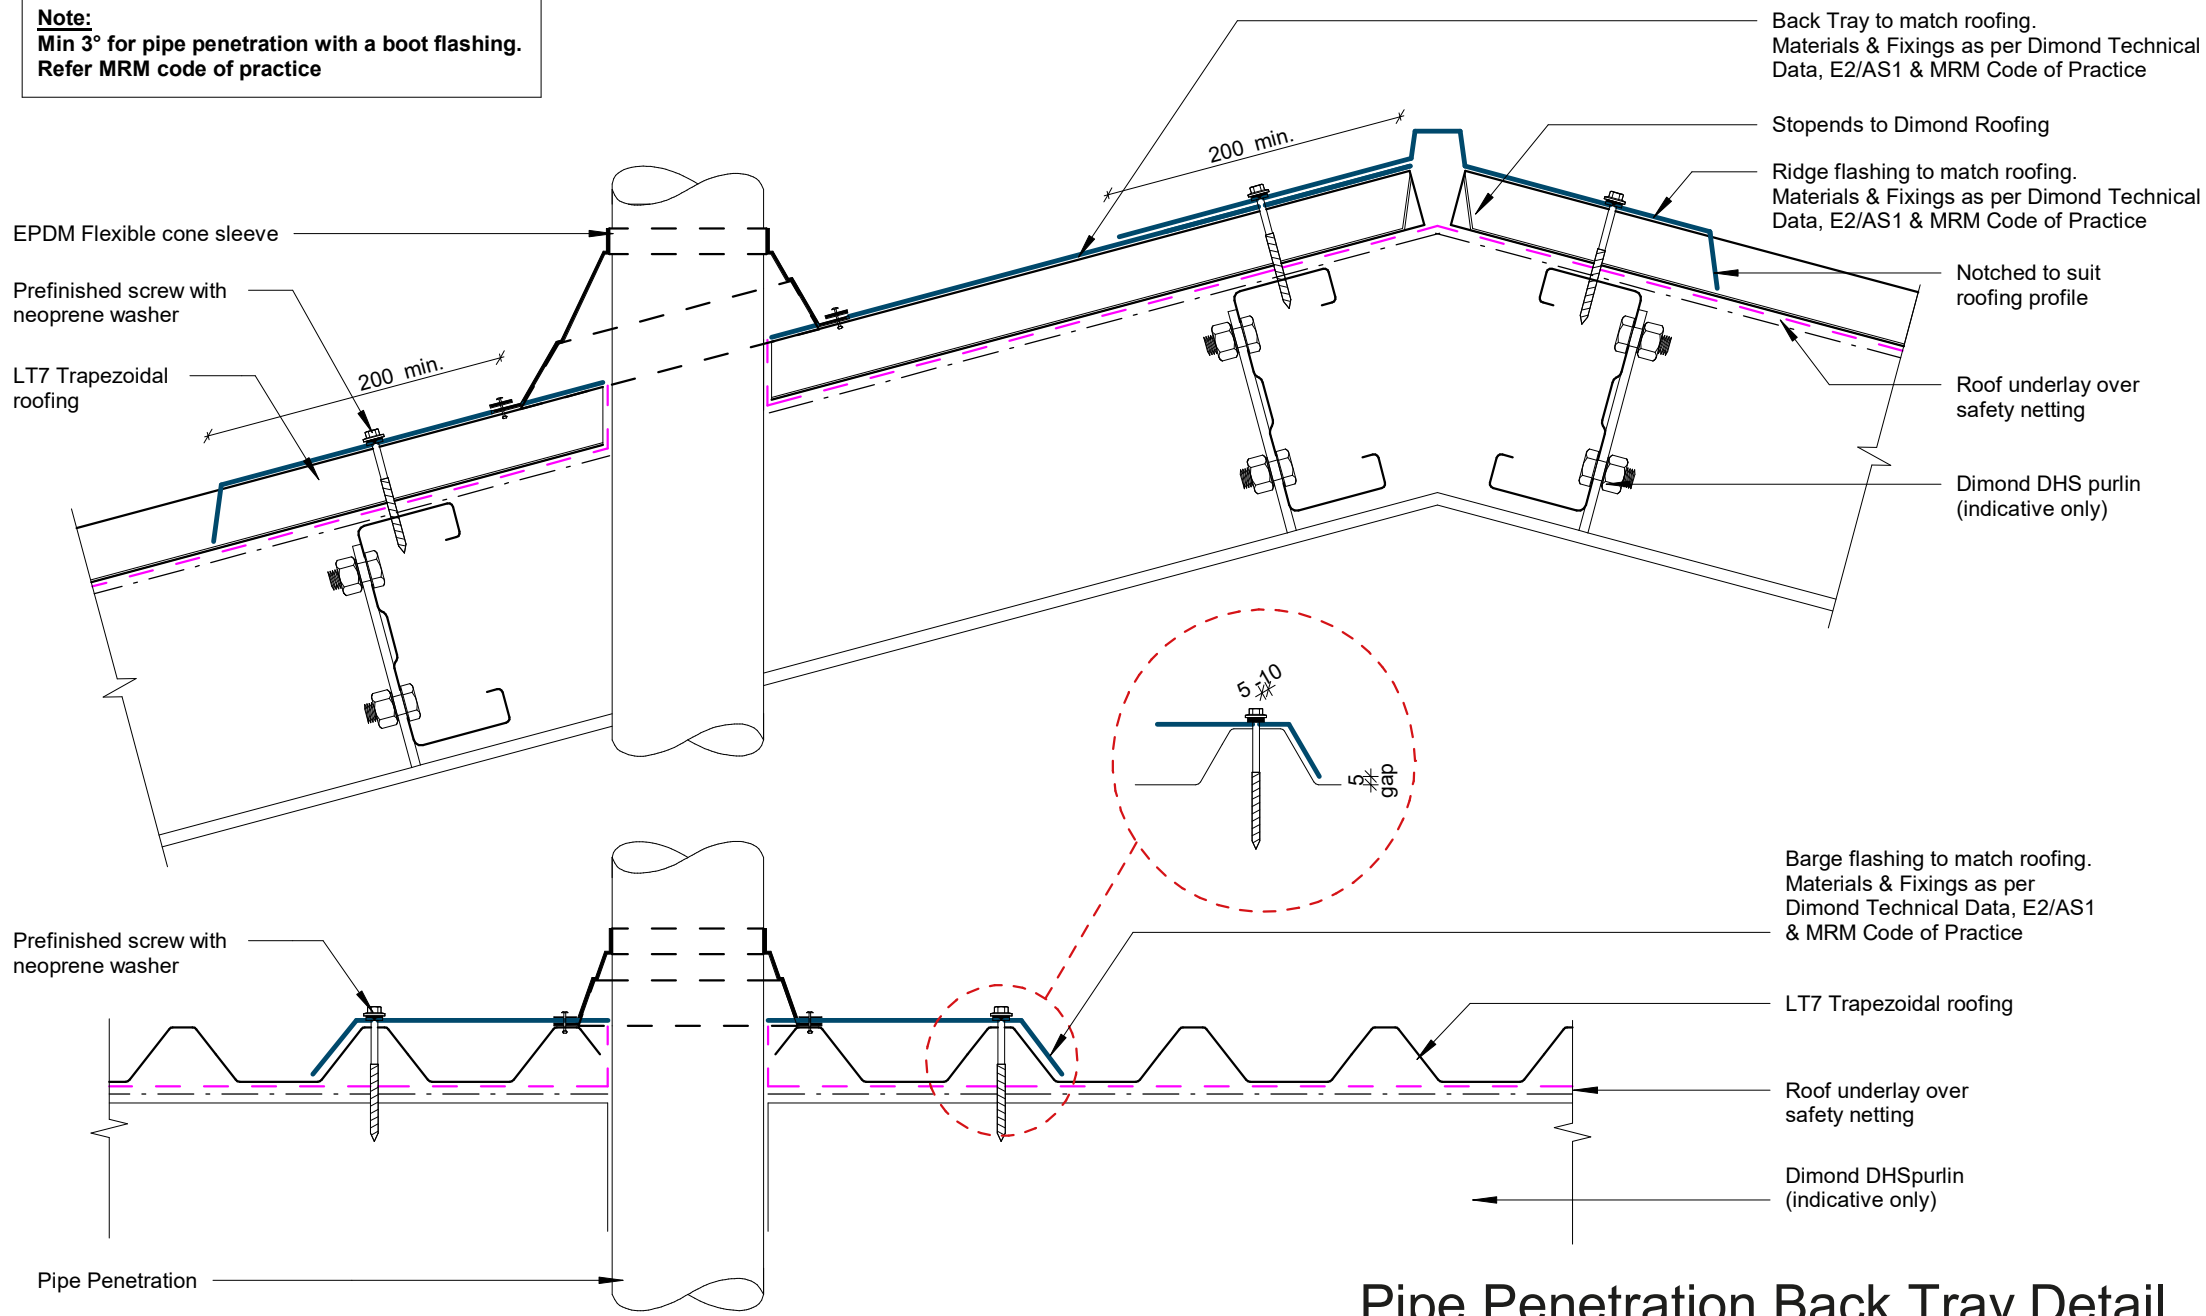 Note:
Min 3° for pipe penetration with a boot flashing.
Refer MRM code of practice
Back Tray to match roofing.
Materials & Fixings as per Dimond Technical
Data, E2/AS1 & MRM Code of Practice
Stopends to Dimond Roofing
Ridge flashing to match roofing.
Materials & Fixings as per Dimond Technical
Data, E2/AS1 & MRM Code of Practice
Notched to suit
roofing profile
Roof underlay over
safety netting
Dimond DHS purlin
(indicative only)
200 min.
EPDM Flexible cone sleeve
Prefinished screw with
neoprene washer
LT7 Trapezoidal
roofing
200 min.
5 -10
5
gap
Barge flashing to match roofing.
Materials & Fixings as per
Dimond Technical Data, E2/AS1
& MRM Code of Practice
Prefinished screw with
neoprene washer
LT7 Trapezoidal roofing
Roof underlay over
safety netting
Dimond DHSpurlin
(indicative only)
Pipe Penetration
Pipe Penetration Back Tray Detail